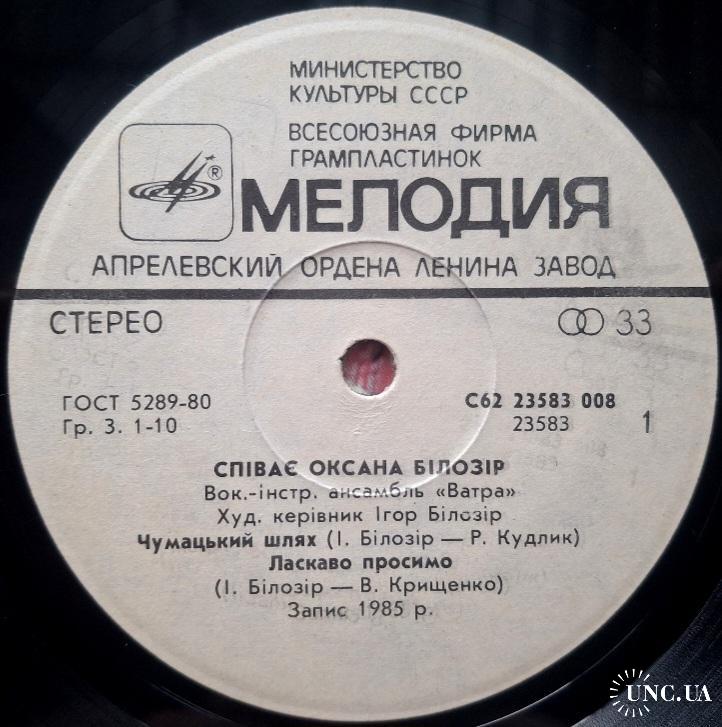 МИНИСТЕРСТВО
КУЛЬТУРЫ СССР
ВСЕСОЮЗНАЯ ФИРМА
ГРАМПЛАСТИНОК
®
МЕЛОДИЯ
АПРЕЛЕВСКИЙ ОРДЕНА ЛЕНИНА ЗАВОД
СТЕРЕО 33
ГОСТ 5289-80 С62 23583 008
Гр. 3. 1-10 23583 1
СПІВАЄ ОКСАНА БІЛОЗІР
Вок.-інстр. ансамбль «Ватра»
Худ. керівник Ігор Білозір
Чумацький шлях (І. Білозір — Р. Кудлик)
Ласкаво просимо
(І. Білозір — В. Крищенко)
Запис 1985 р.
UNC.UA